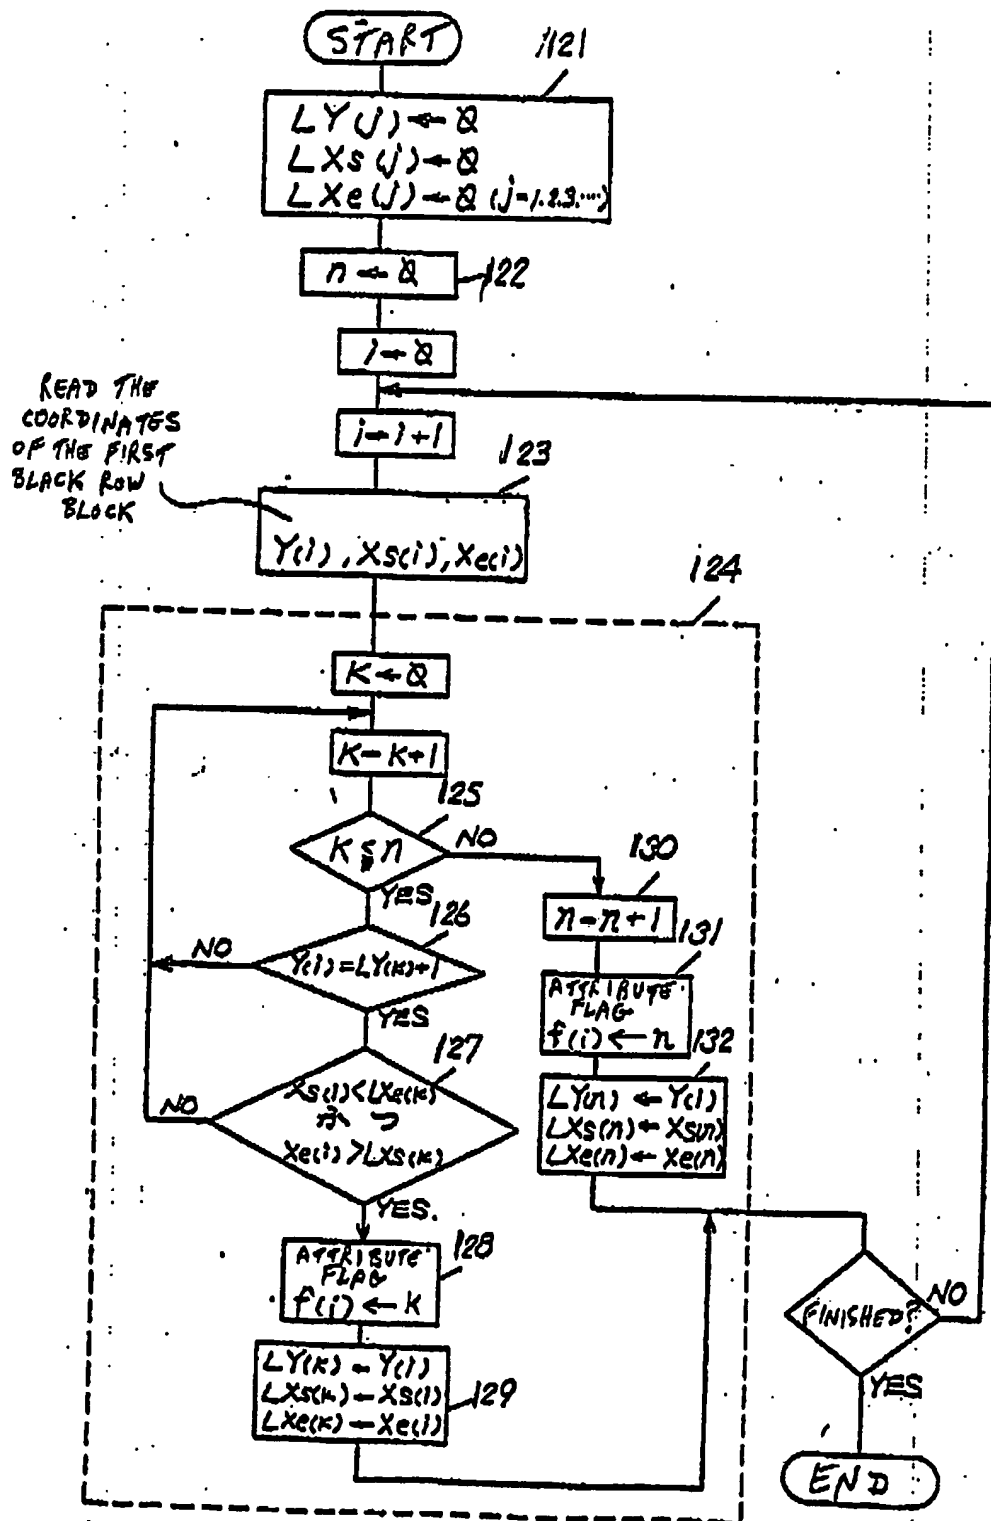 START
121
LY(j) ← 0
LXs(j) ← 0
LXe(j) ← 0 (j=1.2.3.....)
n ← 0
122
i ← 0
READ THE
COORDINATES
OF THE FIRST
BLACK ROW
BLOCK
i ← i+1
123
Y(i), Xs(i), Xe(i)
124
K ← 0
K ← K+1
125
K ≦ n
NO
YES
130
n ← n+1
126
Y(i)=LY(k)+1
NO
YES
131
ATTRIBUTE
FLAG
f(i) ← n
127
Xs(i)<LXe(k)
かつ
Xe(i)>LXs(k)
NO
YES.
132
LY(n) ← Y(i)
LXs(n) ← Xs(n)
LXe(n) ← Xe(n)
128
ATTRIBUTE
FLAG
f(i) ← K
LY(k) ← Y(i)
LXs(k) ← Xs(i)
LXe(k) ← Xe(i)
129
FINISHED?
NO
YES
END